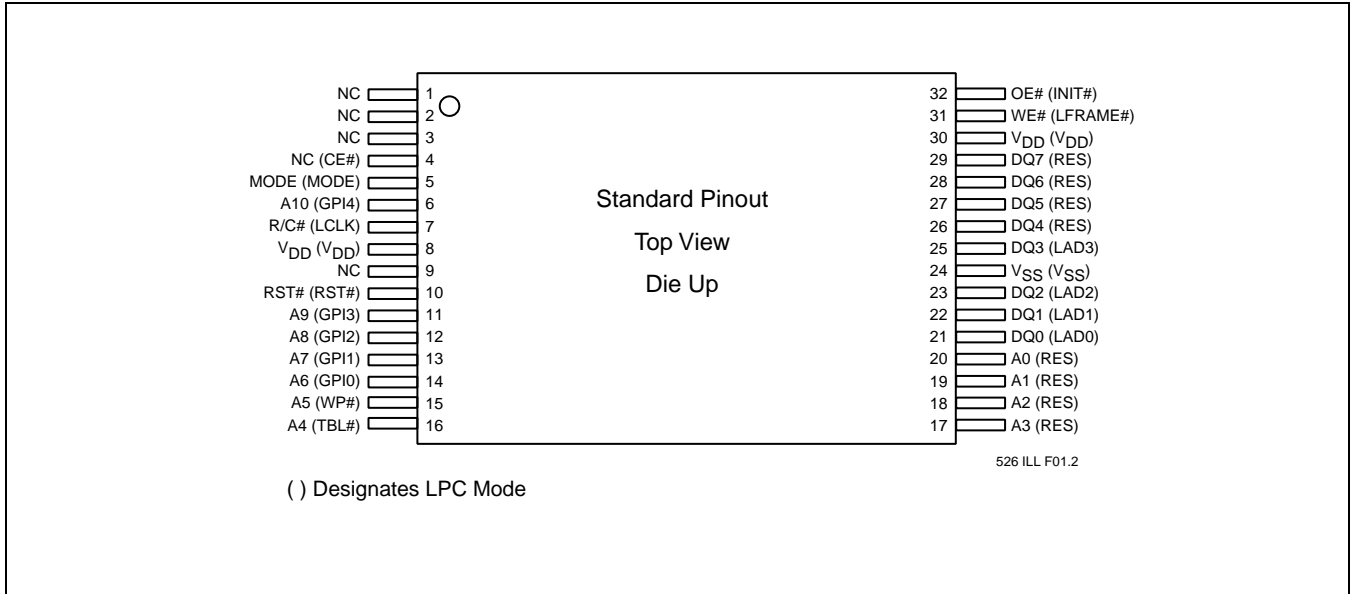 NC 1
NC 2
NC 3
NC (CE#) 4
MODE (MODE) 5
A10 (GPI4) 6
R/C# (LCLK) 7
VDD (VDD) 8
NC 9
RST# (RST#) 10
A9 (GPI3) 11
A8 (GPI2) 12
A7 (GPI1) 13
A6 (GPI0) 14
A5 (WP#) 15
A4 (TBL#) 16
Standard Pinout
Top View
Die Up
32 OE# (INIT#)
31 WE# (LFRAME#)
30 VDD (VDD)
29 DQ7 (RES)
28 DQ6 (RES)
27 DQ5 (RES)
26 DQ4 (RES)
25 DQ3 (LAD3)
24 VSS (VSS)
23 DQ2 (LAD2)
22 DQ1 (LAD1)
21 DQ0 (LAD0)
20 A0 (RES)
19 A1 (RES)
18 A2 (RES)
17 A3 (RES)
526 ILL F01.2
( ) Designates LPC Mode